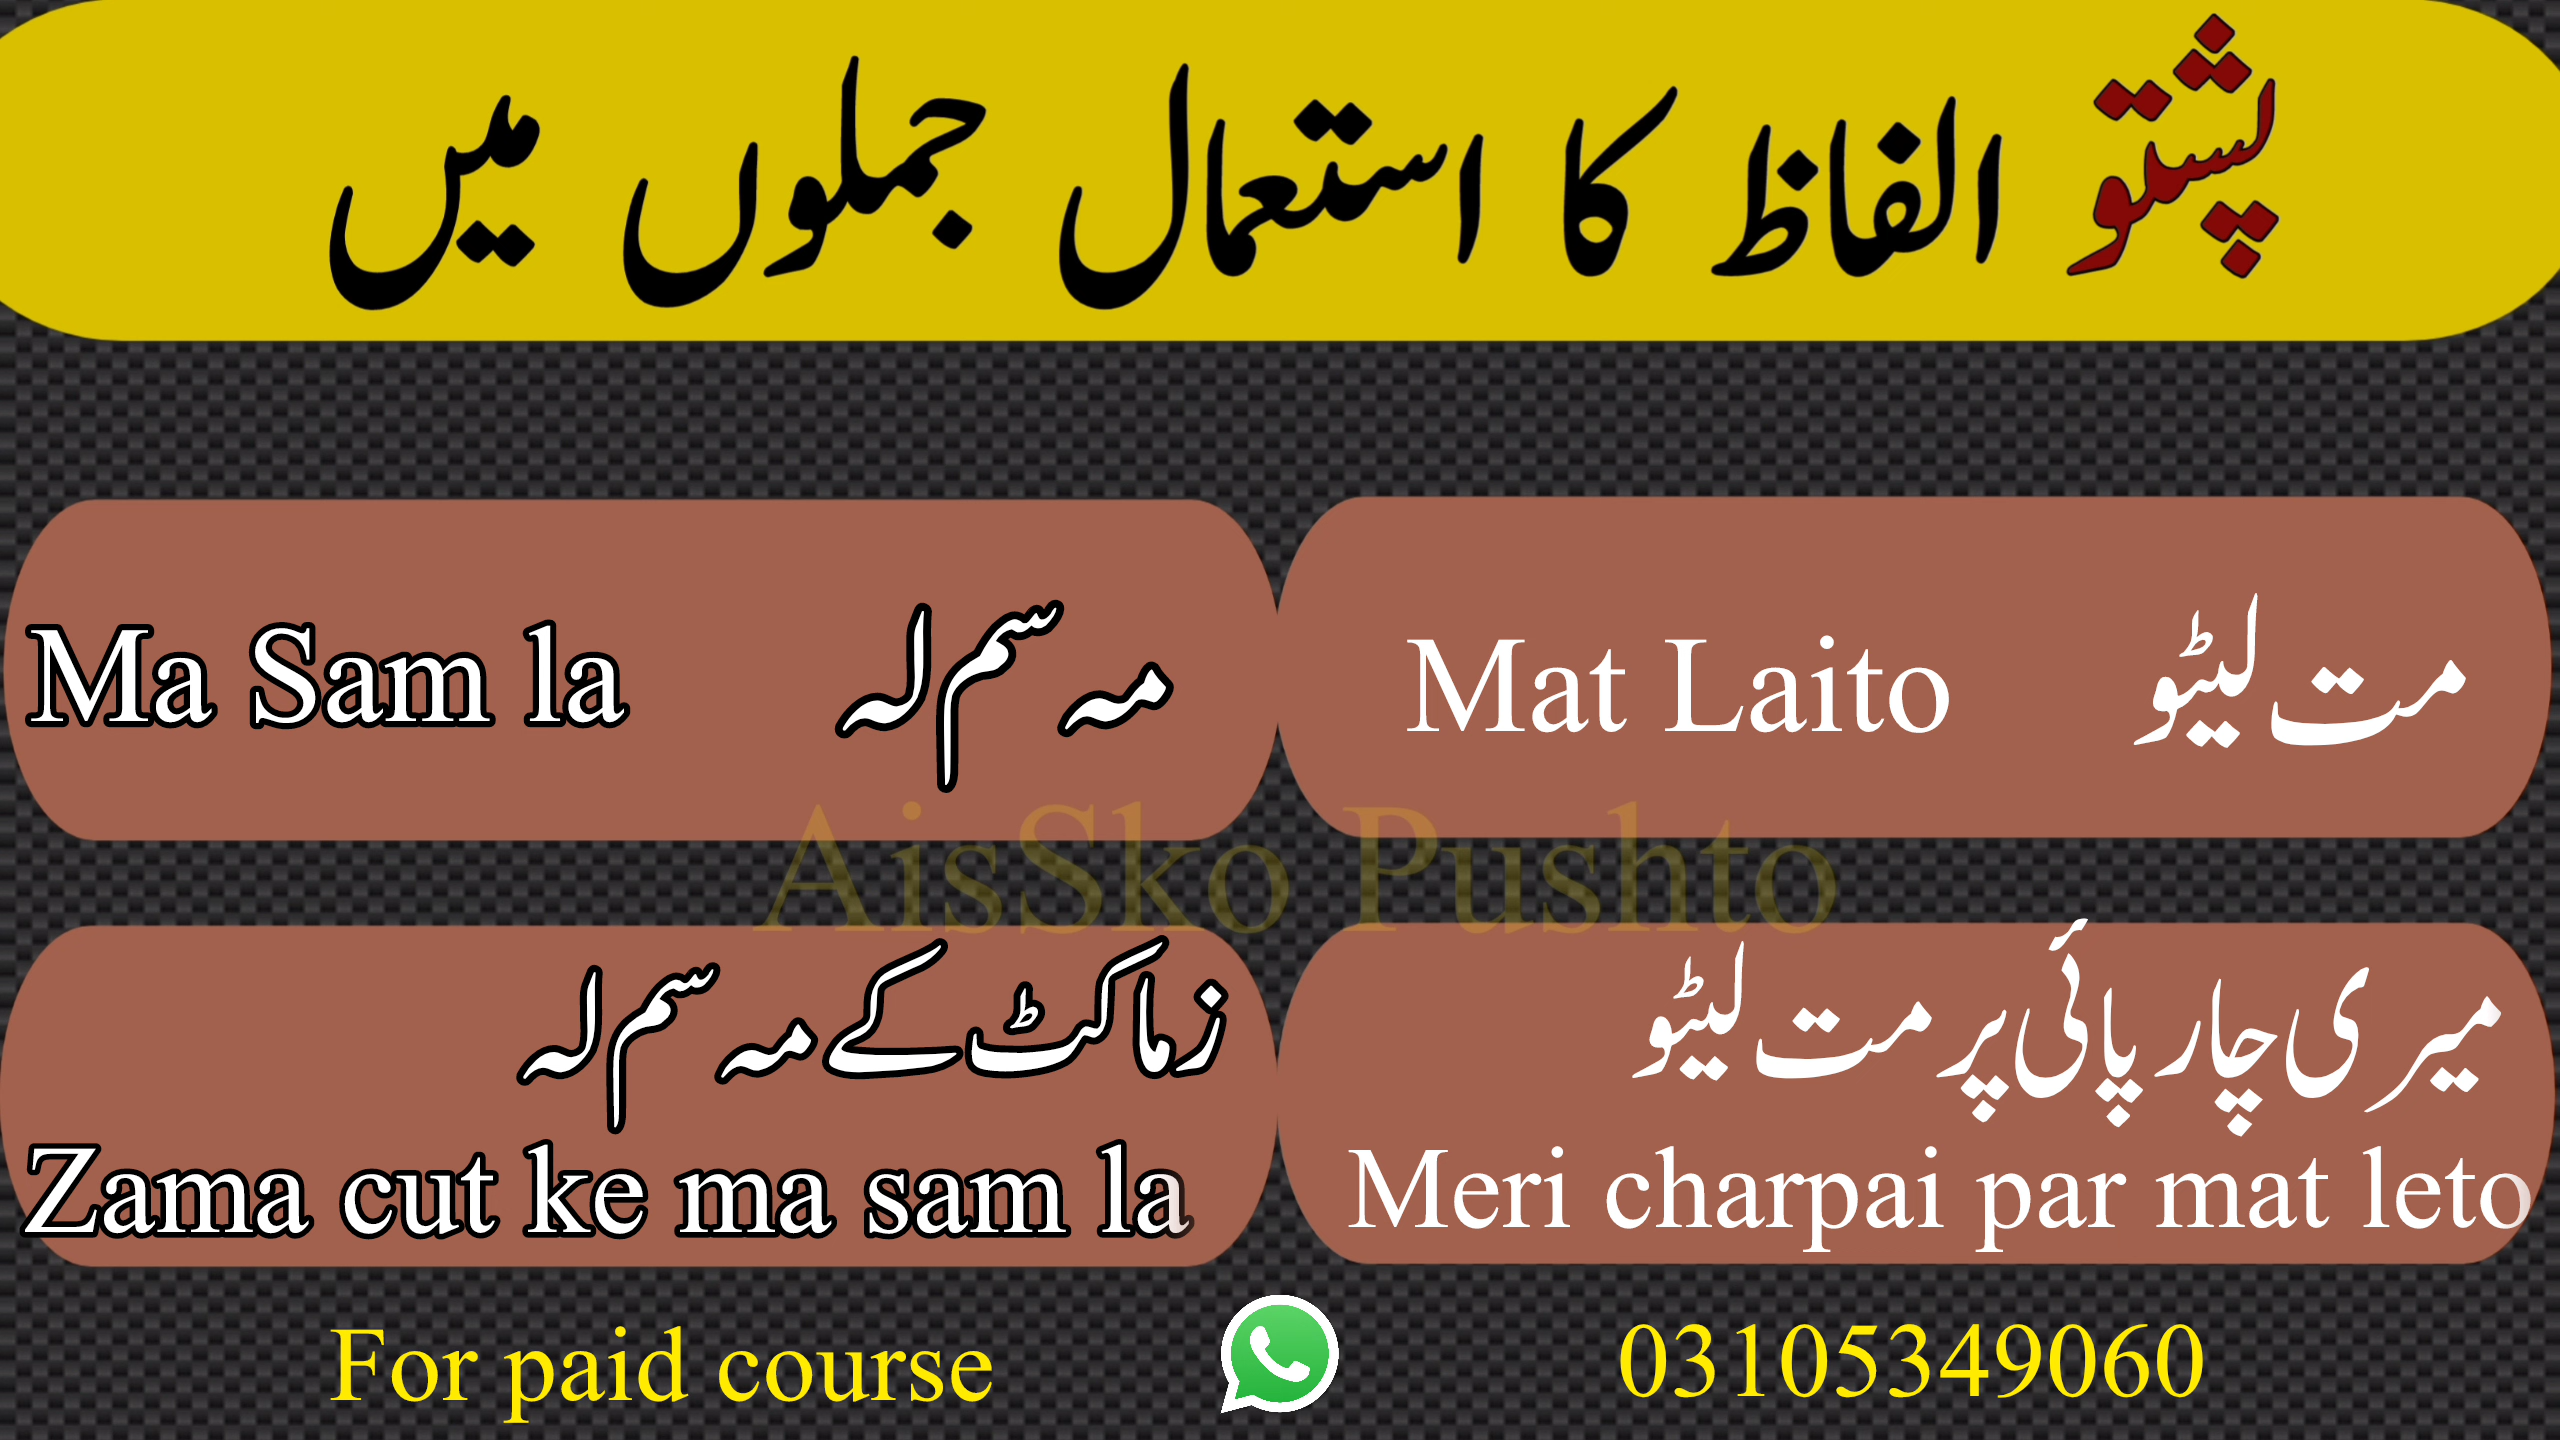 پشتو الفاظ کا استعمال جملوں میں
مت لیٹو Mat Laito
مہ سم لہ Ma Sam la
AisSko Pushto
میری چارپائی پر مت لیٹو
Meri charpai par mat leto
زما کٹ کے مہ سم لہ
Zama cut ke ma sam la
For paid course 03105349060